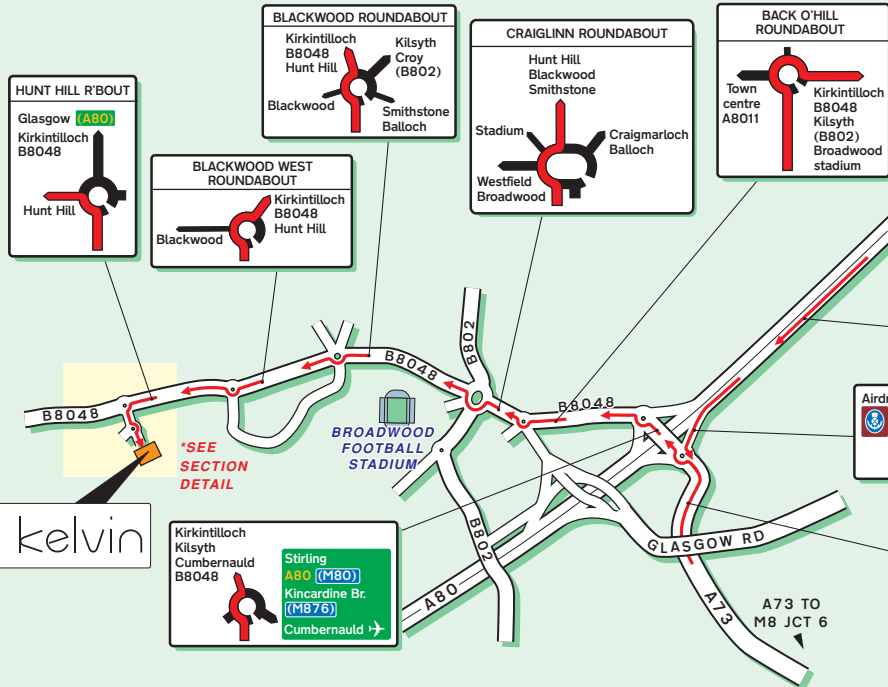 BLACKWOOD ROUNDABOUT
Kirkintilloch
B8048
Hunt Hill
Kilsyth
Croy
(B802)
Blackwood
Smithstone
Balloch
CRAIGLINN ROUNDABOUT
Hunt Hill
Blackwood
Smithstone
Stadium
Craigmarloch
Balloch
Westfield
Broadwood
BACK O'HILL
ROUNDABOUT
Town
centre
A8011
Kirkintilloch
B8048
Kilsyth
(B802)
Broadwood
stadium
HUNT HILL R'BOUT
Glasgow (A80)
Kirkintilloch
B8048
Hunt Hill
BLACKWOOD WEST
ROUNDABOUT
Kirkintilloch
B8048
Hunt Hill
Blackwood
B802
B8048
B8048
B8048
BROADWOOD
FOOTBALL
STADIUM
*SEE
SECTION
DETAIL
kelvin
B802
GLASGOW RD
A80
A73
A73 TO
M8 JCT 6
Kirkintilloch
Kilsyth
Cumbernauld
B8048
Stirling
A80 (M80)
Kincardine Br.
(M876)
Cumbernauld